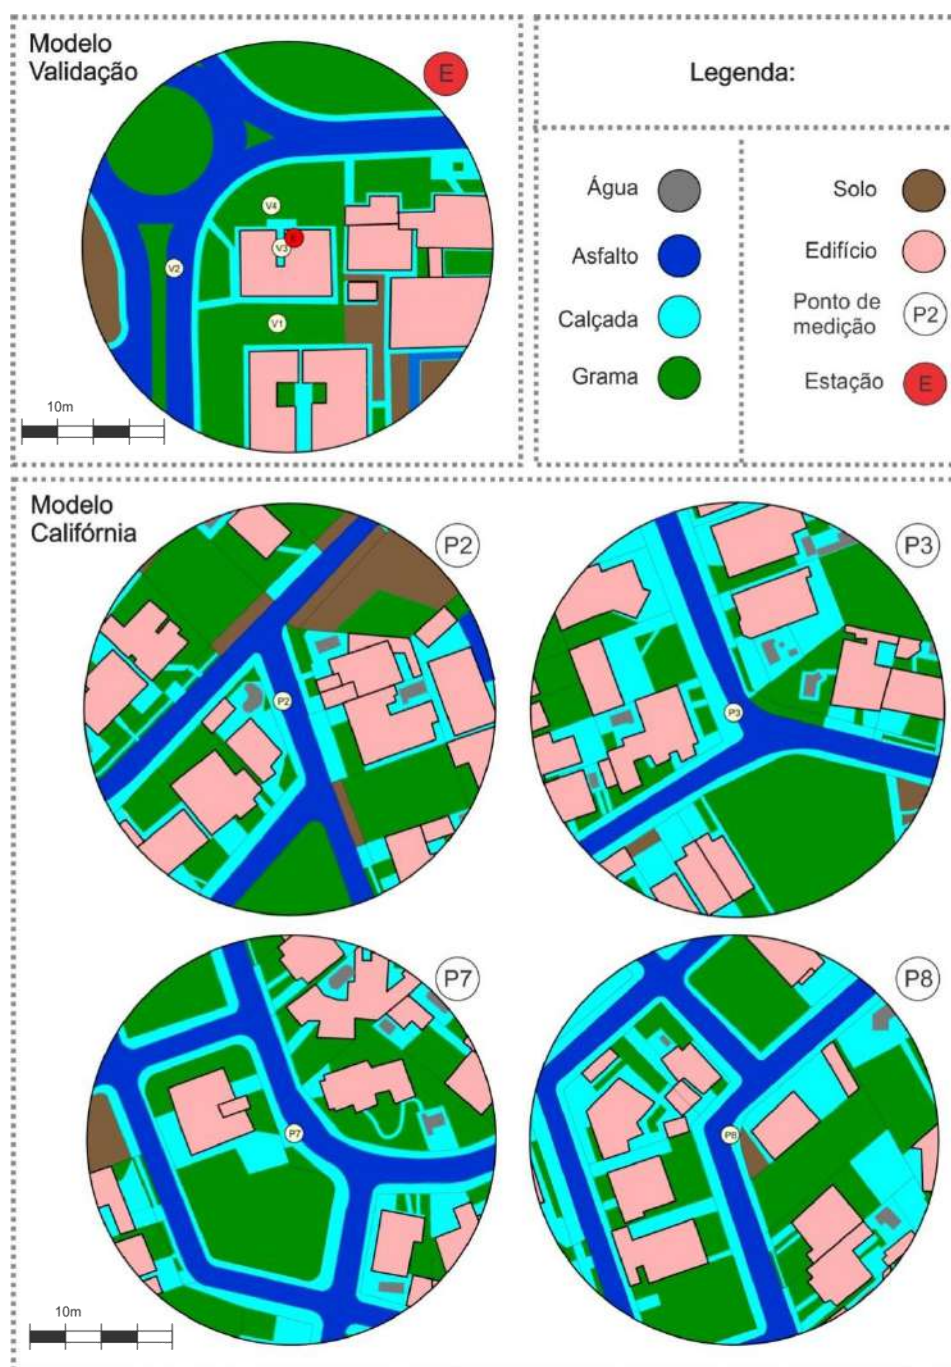 Modelo
Validação
E
V4
V3
V2
V1
10m
Legenda:
Água
Asfalto
Calçada
Grama
Solo
Edifício
Ponto de
medição
P2
Estação
E
Modelo
Califórnia
P2
P2
P3
P3
P7
P7
P8
P8
10m